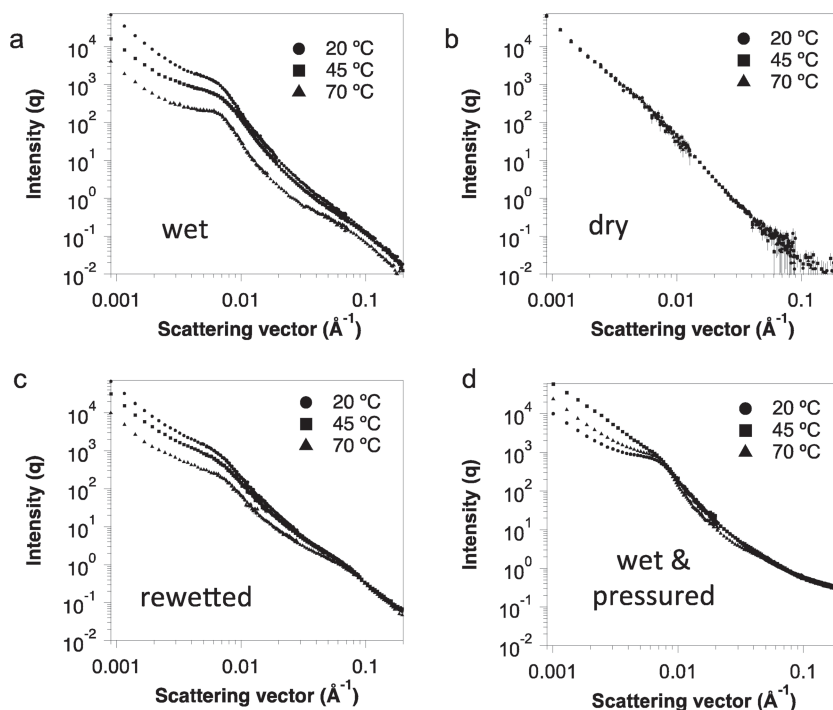 a
Intensity (q)
10^4
10^3
10^2
10^1
10^0
10^-1
10^-2
20 ºC
45 ºC
70 ºC
wet
0.001 0.01 0.1
Scattering vector (Å^-1)
b
Intensity (q)
10^4
10^3
10^2
10^1
10^0
10^-1
10^-2
20 ºC
45 ºC
70 ºC
dry
0.001 0.01 0.1
Scattering vector (Å^-1)
c
Intensity (q)
10^4
10^3
10^2
10^1
10^0
10^-1
10^-2
20 ºC
45 ºC
70 ºC
rewetted
0.001 0.01 0.1
Scattering vector (Å^-1)
d
Intensity (q)
10^4
10^3
10^2
10^1
10^0
10^-1
10^-2
20 ºC
45 ºC
70 ºC
wet &
pressured
0.001 0.01 0.1
Scattering vector (Å^-1)